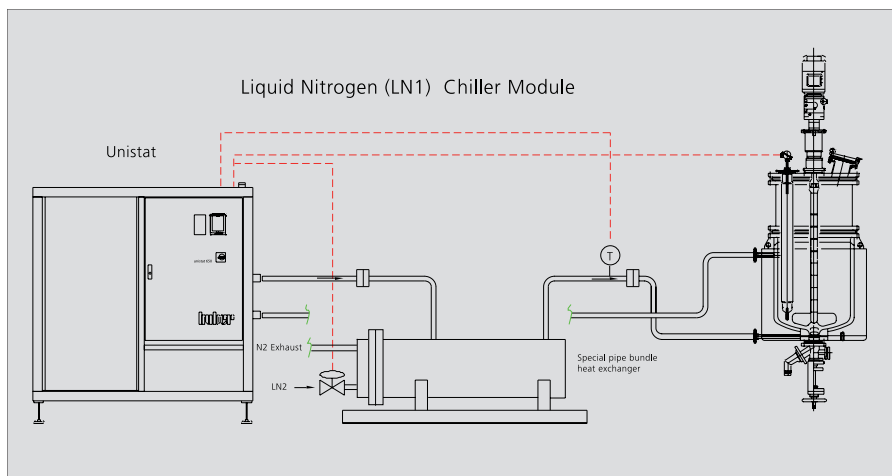 Liquid Nitrogen (LN1) Chiller Module
Unistat
huber
T
N2 Exhaust
LN2
Special pipe bundle
heat exchanger